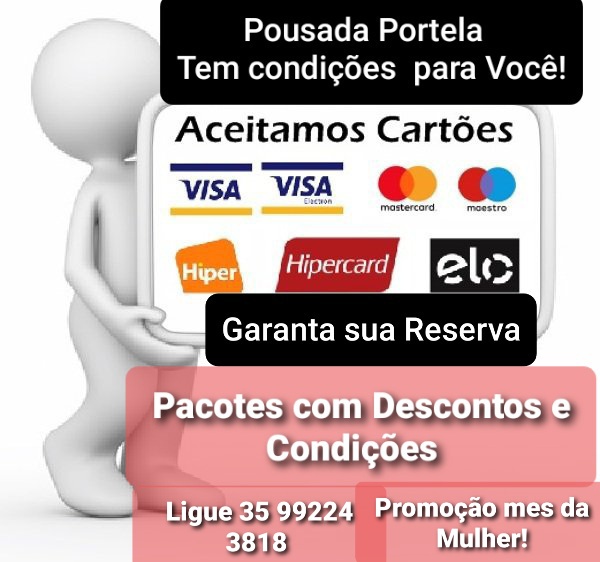 Pousada Portela
Tem condições para Você!
Aceitamos Cartões
VISA VISA
Electron
mastercard. maestro
Hiper Hipercard elo
Garanta sua Reserva
Pacotes com Descontos e
Condições
Ligue 35 99224
3818
Promoção mes da
Mulher!